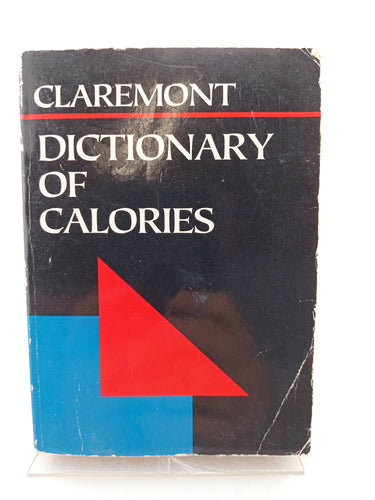 CLAREMONT
DICTIONARY
OF
CALORIES